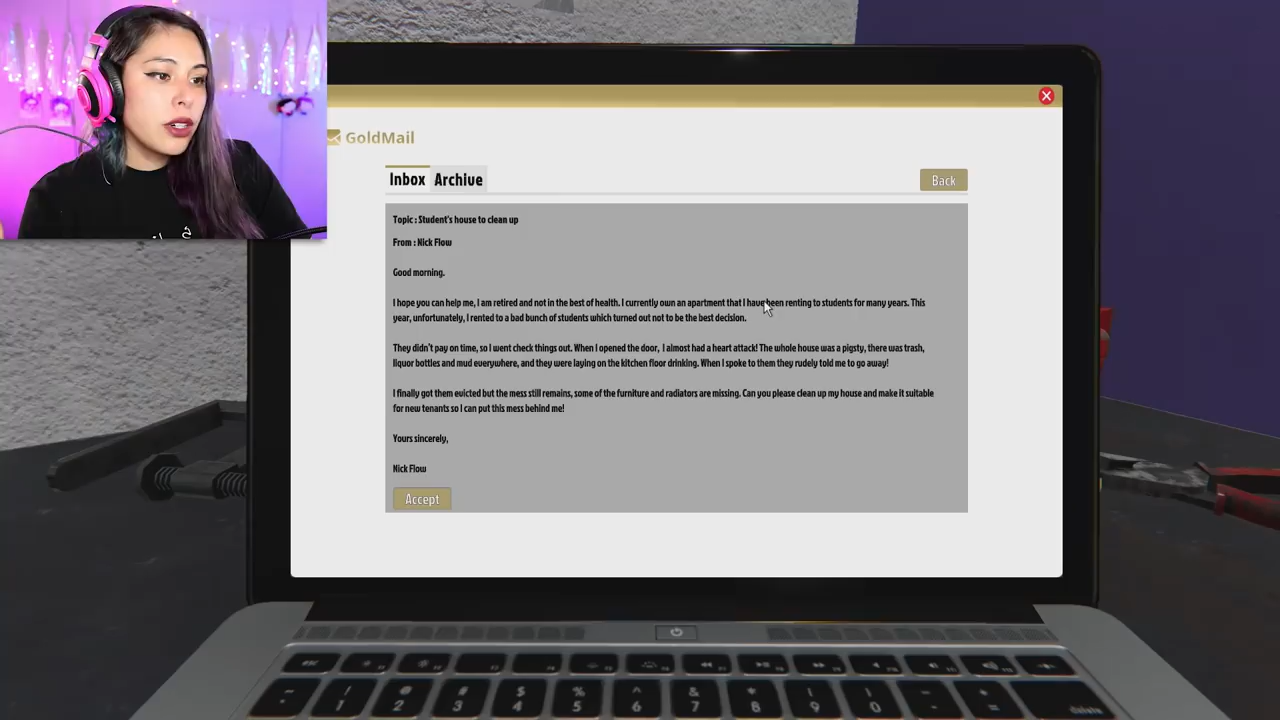 GoldMail
Inbox Archive
Back
Topic : Student's house to clean up
From : Nick Flow
Good morning.
I hope you can help me, I am retired and not in the best of health. I currently own an apartment that I have been renting to students for many years. This
year, unfortunately, I rented to a bad bunch of students which turned out not to be the best decision.
They didn't pay on time, so I went check things out. When I opened the door, I almost had a heart attack! The whole house was a pigsty, there was trash,
liquor bottles and mud everywhere, and they were laying on the kitchen floor drinking. When I spoke to them they rudely told me to go away!
I finally got them evicted but the mess still remains, some of the furniture and radiators are missing. Can you please clean up my house and make it suitable
for new tenants so I can put this mess behind me!
Yours sincerely,
Nick Flow
Accept